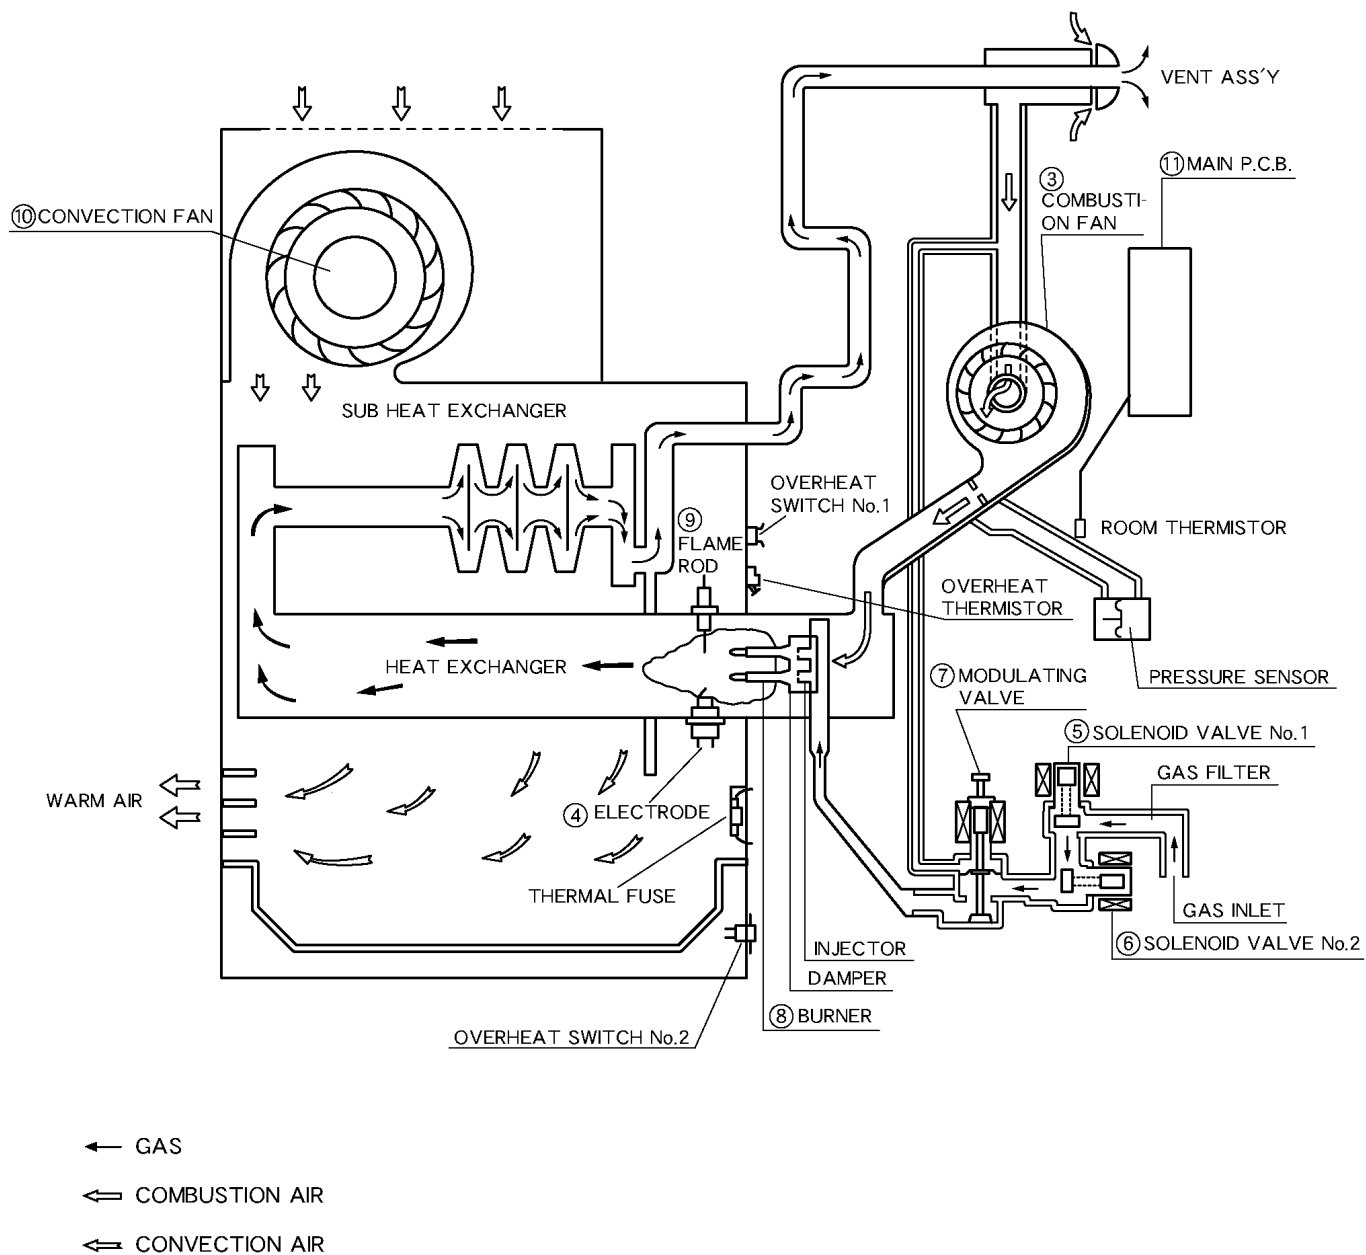 VENT ASS'Y
⑪MAIN P.C.B.
③
COMBUSTI-
ON FAN
⑩CONVECTION FAN
SUB HEAT EXCHANGER
OVERHEAT
SWITCH No.1
⑨
FLAME
ROD
ROOM THERMISTOR
OVERHEAT
THERMISTOR
HEAT EXCHANGER
PRESSURE SENSOR
⑦MODULATING
VALVE
⑤SOLENOID VALVE No.1
GAS FILTER
WARM AIR
④ELECTRODE
THERMAL FUSE
GAS INLET
⑥SOLENOID VALVE No.2
INJECTOR
DAMPER
⑧BURNER
OVERHEAT SWITCH No.2
GAS
COMBUSTION AIR
CONVECTION AIR